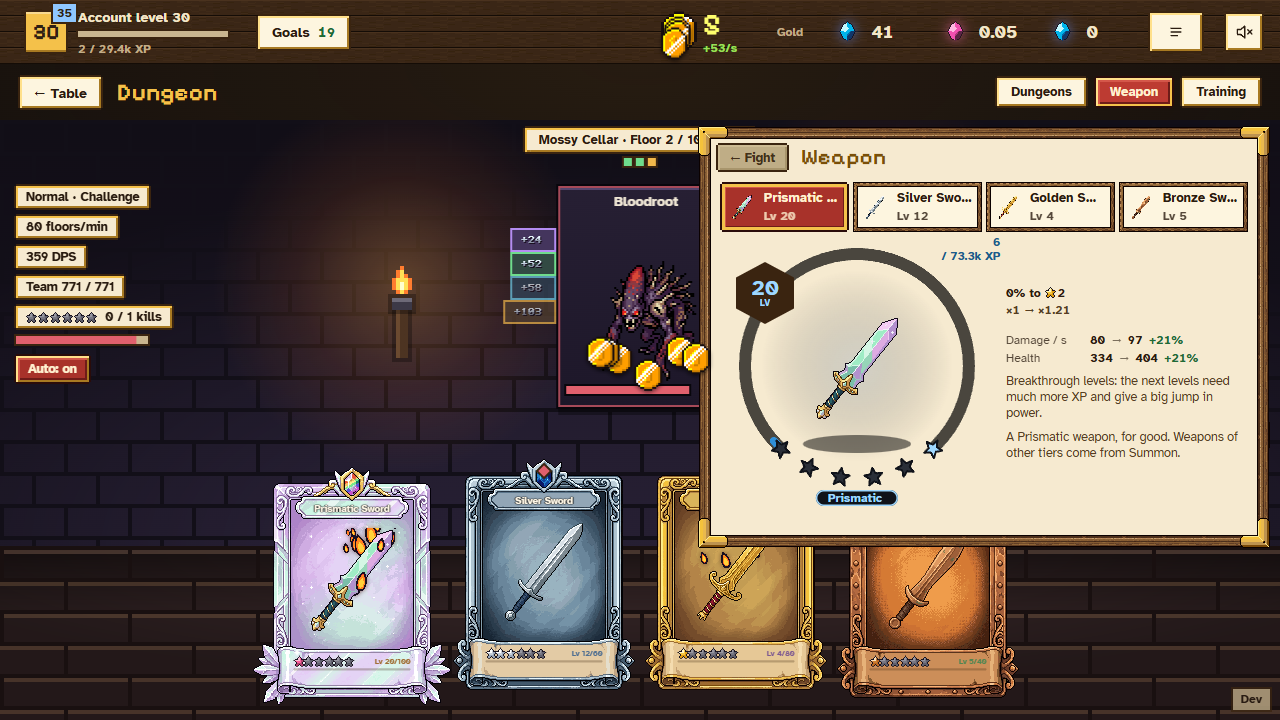 35
30
Account level 30
2 / 29.4k XP
Goals 19
8
+53/s
Gold
41
0.05
0
← Table
Dungeon
Dungeons
Weapon
Training
Mossy Cellar · Floor 2 / 10
Normal · Challenge
80 floors/min
359 DPS
Team 771 / 771
0 / 1 kills
Auto: on
Bloodroot
+24
+52
+58
+103
← Fight
Weapon
Prismatic ...
Lv 20
Silver Swo...
Lv 12
Golden S...
Lv 4
Bronze Sw...
Lv 5
6
/ 73.3k XP
20
LV
0% to 2
×1 → ×1.21
Damage / s 80 → 97 +21%
Health 334 → 404 +21%
Breakthrough levels: the next levels need
much more XP and give a big jump in
power.
A Prismatic weapon, for good. Weapons of
other tiers come from Summon.
Prismatic
Prismatic Sword
Lv 20/100
Silver Sword
Lv 12/60
Lv 4/80
Lv 5/40
Dev